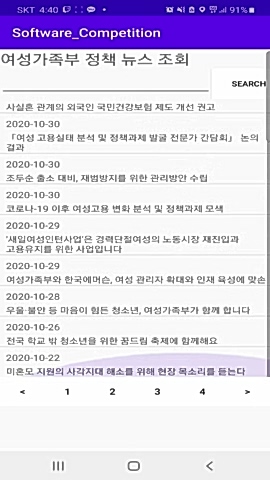 SKT 4:40 91%
Software_Competition
여성가족부 정책 뉴스 조회
SEARCH
사실혼 관계의 외국인 국민건강보험 제도 개선 권고
2020-10-30
「여성 고용실태 분석 및 정책과제 발굴 전문가 간담회」 논의
결과
2020-10-30
조두순 출소 대비, 재범방지를 위한 관리방안 수립
2020-10-30
코로나-19 이후 여성고용 변화 분석 및 정책과제 모색
2020-10-29
'새일여성인턴사업'은 경력단절여성의 노동시장 재진입과
고용유지를 위한 사업입니다
2020-10-29
여성가족부와 한국에머슨, 여성 관리자 확대와 인재 육성에 맞손
2020-10-28
우울·불안 등 마음이 힘든 청소년, 여성가족부가 함께 합니다
2020-10-26
전국 학교 밖 청소년을 위한 꿈드림 축제에 함께해요
2020-10-22
미혼모 지원의 사각지대 해소를 위해 현장 목소리를 듣는다
< 1 2 3 4 >